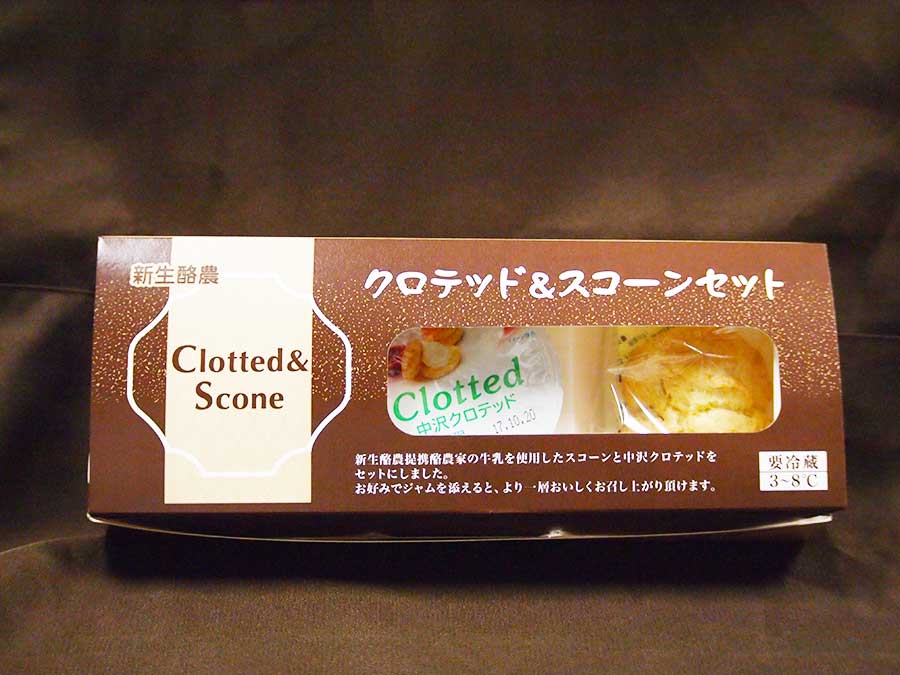 新生酪農
Clotted&
Scone
クロテッド&スコーンセット
Clotted
中沢クロテッド
17.10.20
新生酪農提携酪農家の牛乳を使用したスコーンと中沢クロテッドを
セットにしました。
お好みでジャムを添えると、より一層おいしくお召し上がり頂けます。
要冷蔵
3~8℃